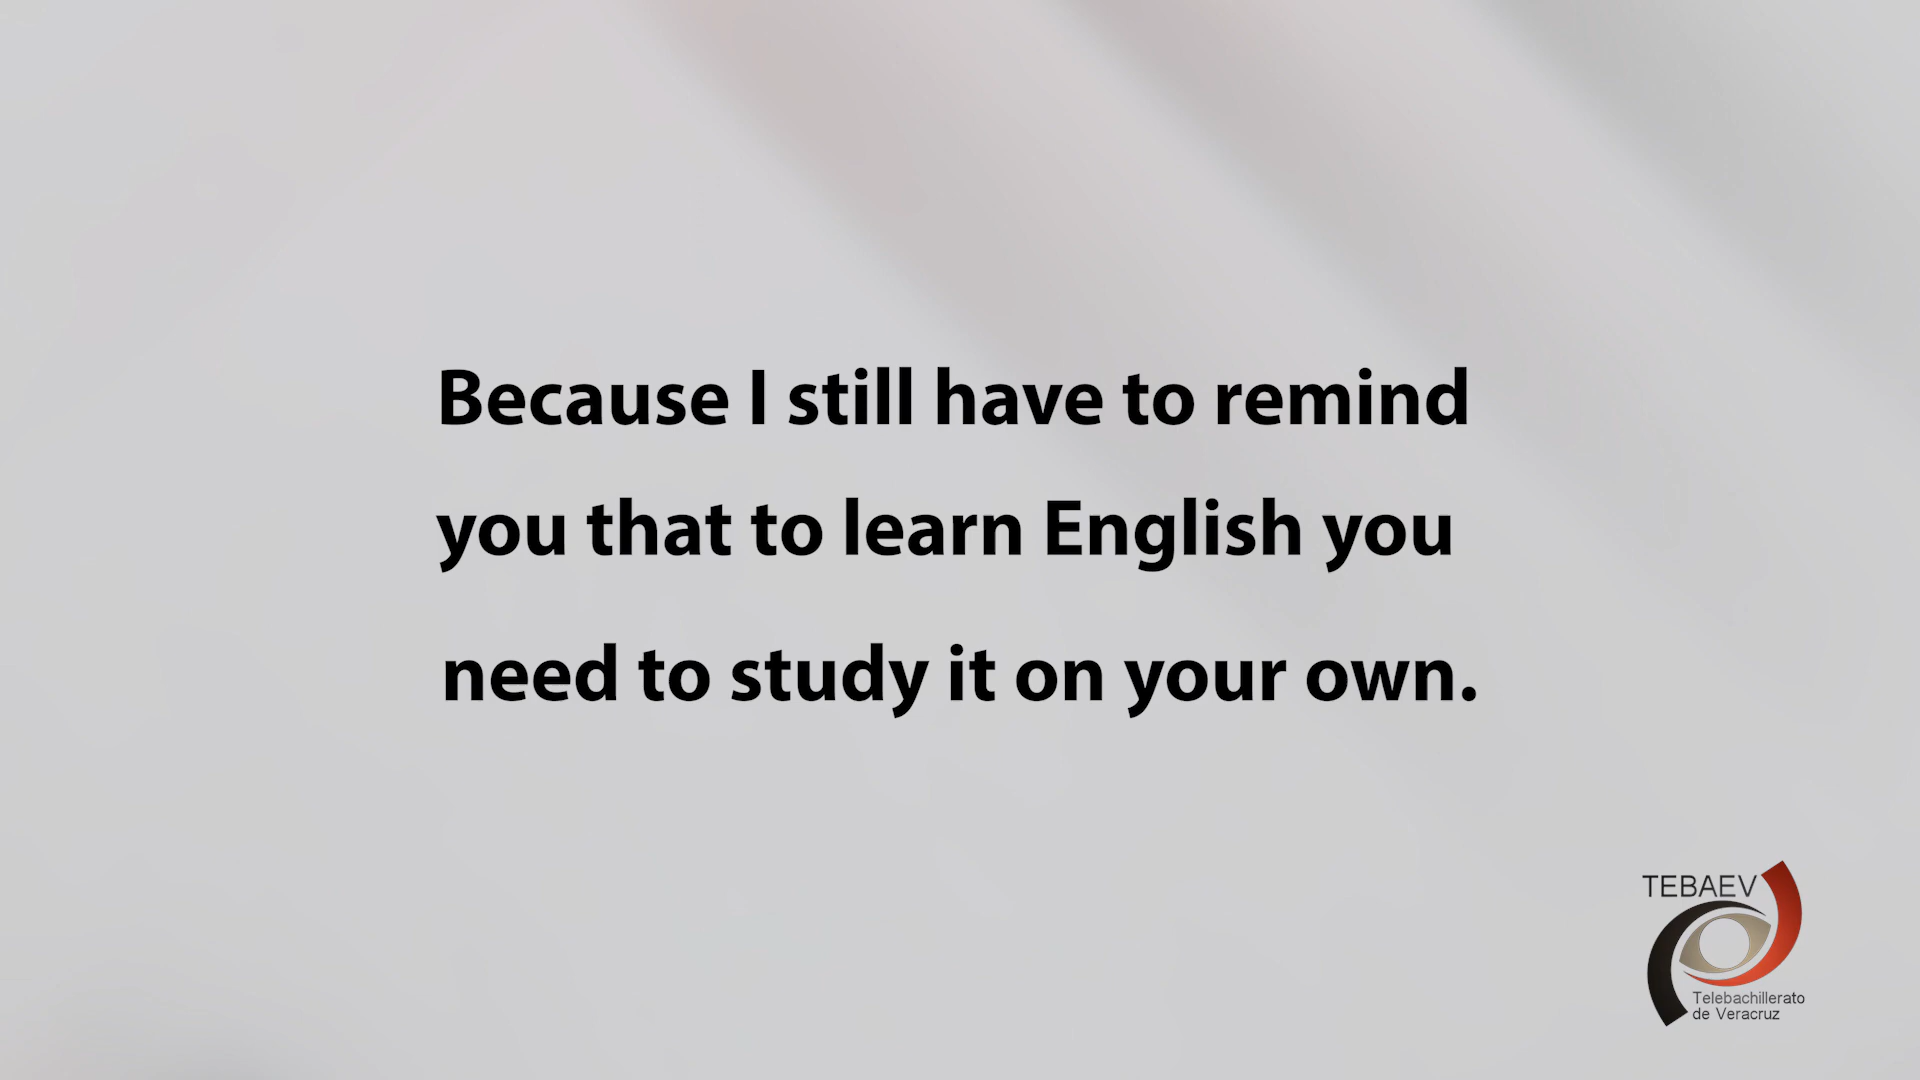 Because I still have to remind
you that to learn English you
need to study it on your own.
TEBAEV
Telebachillerato
de Veracruz